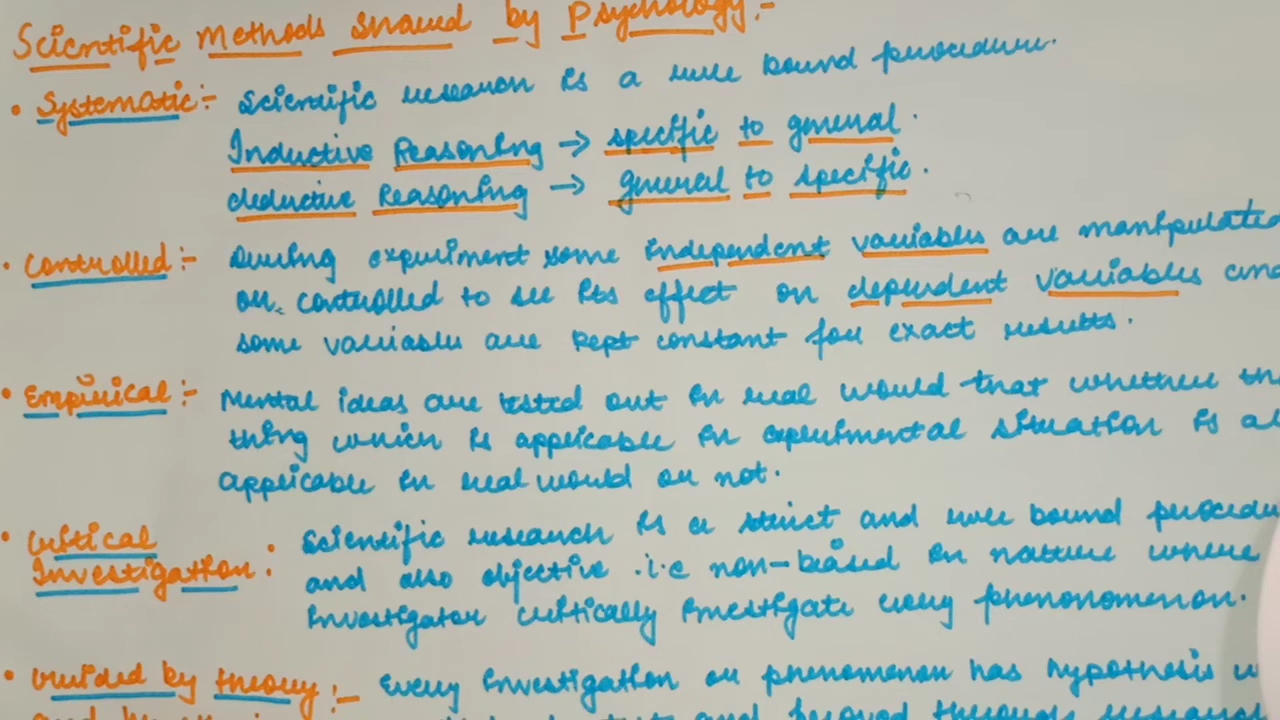 Scientific Methods shared by Psychology:-
• Systematic:- Scientific research is a rule bound procedure.
Inductive Reasoning → specific to general.
deductive Reasoning → general to specific.
• Controlled:- During experiment some independent variables are manipulated
or controlled to see its effect on dependent variables and
some variables are kept constant for exact results.
• Empirical:- Mental ideas are tested out in real world that whether the
thing which is applicable in experimental situation is al
applicable in real world or not.
• Critical Investigation: Scientific research is a strict and rule bound procedu
and also objective .i.e non-biased in nature where
investigator critically investigate every phenonomenon.
• Guided by theory:- Every investigation or phenomenon has hypothesis w
and through